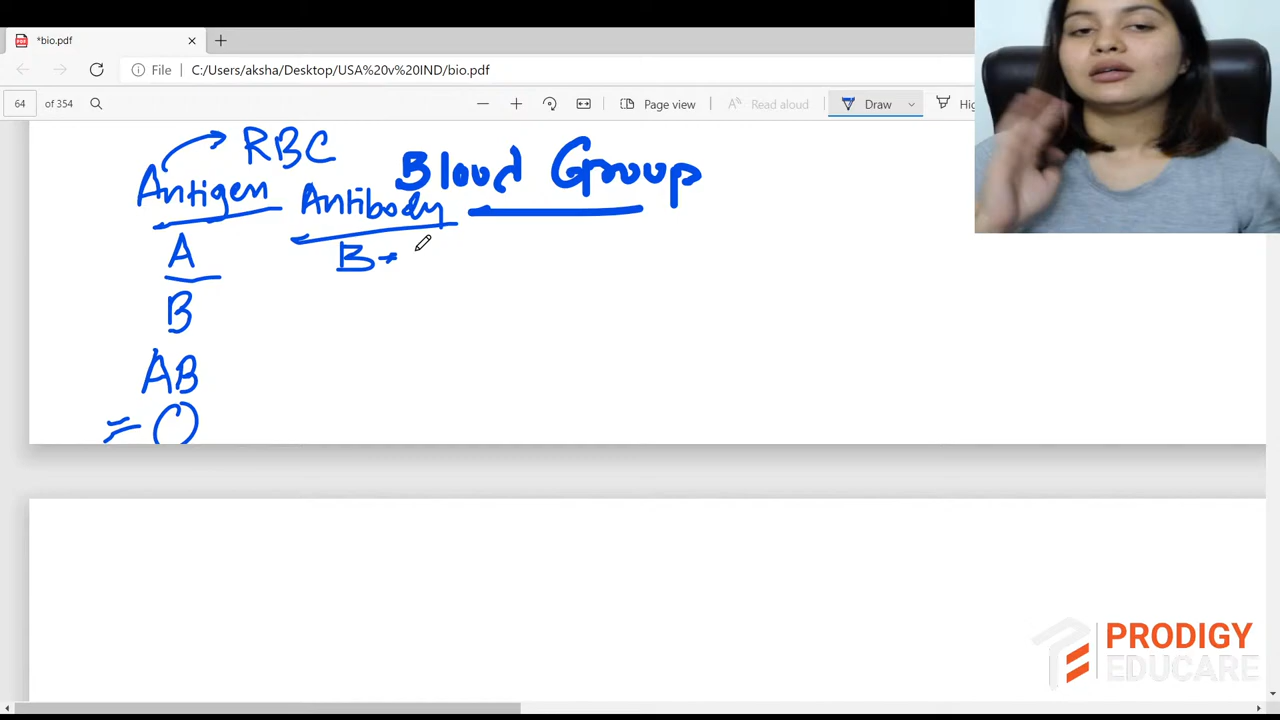 *bio.pdf
File C:/Users/aksha/Desktop/USA%20v%20IND/bio.pdf
64 of 354 Page view Read aloud Draw Hig
RBC
Blood Group
Antigen Antibody
A B-
B
AB
= O
PRODIGY
EDUCARE